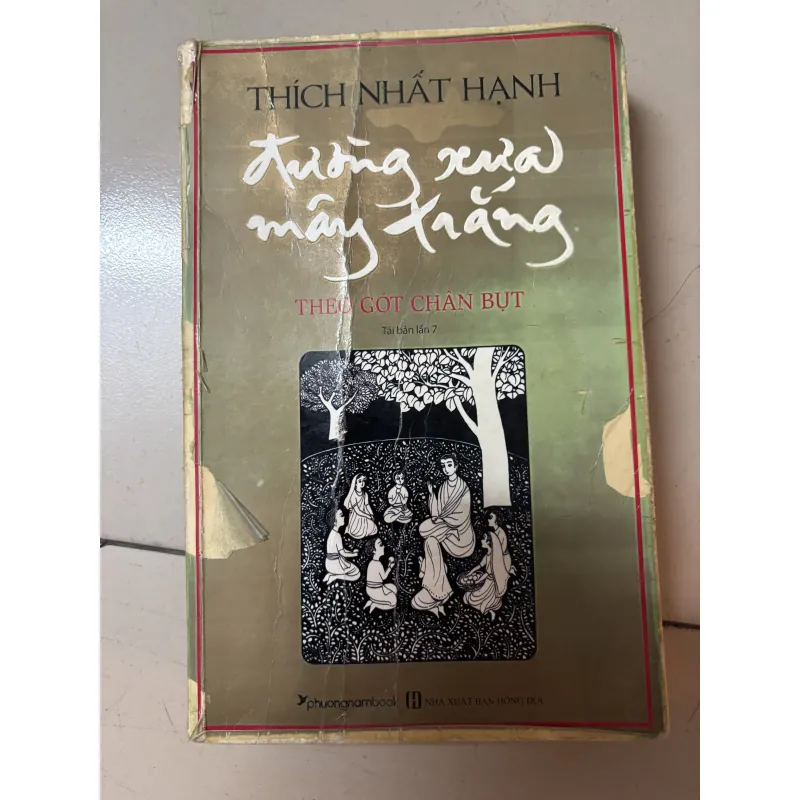 THÍCH NHẤT HẠNH
đường xưa
mây trắng
THEO GÓT CHÂN BỤT
Tái bản lần 7
phuongnambook NHÀ XUẤT BẢN HỒNG ĐỨC